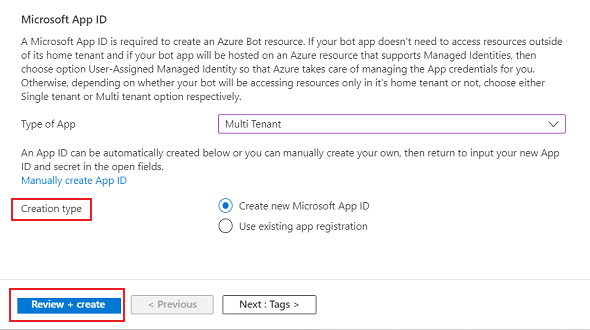 Microsoft App ID
A Microsoft App ID is required to create an Azure Bot resource. If your bot app doesn't need to access resources outside
of its home tenant and if your bot app will be hosted on an Azure resource that supports Managed Identities, then
choose option User-Assigned Managed Identity so that Azure takes care of managing the App credentials for you.
Otherwise, depending on whether your bot will be accessing resources only in it's home tenant or not, choose either
Single tenant or Multi tenant option respectively.
Type of App
Multi Tenant
An App ID can be automatically created below or you can manually create your own, then return to input your new App
ID and secret in the open fields.
Manually create App ID
Creation type
Create new Microsoft App ID
Use existing app registration
Review + create
< Previous
Next : Tags >